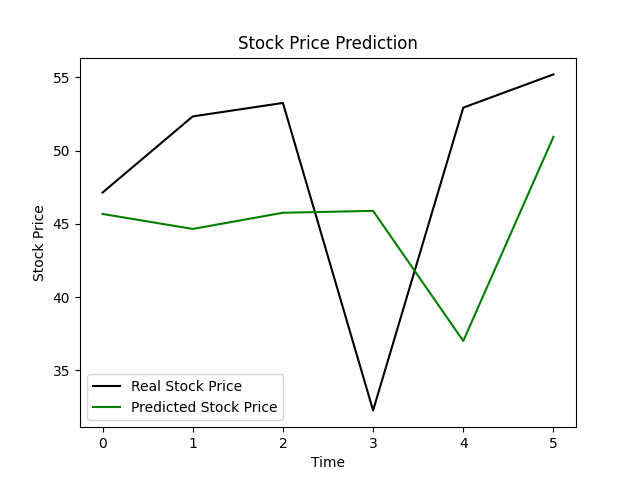 Stock Price Prediction
55
50
45
40
35
Stock Price
Real Stock Price
Predicted Stock Price
0 1 2 3 4 5
Time